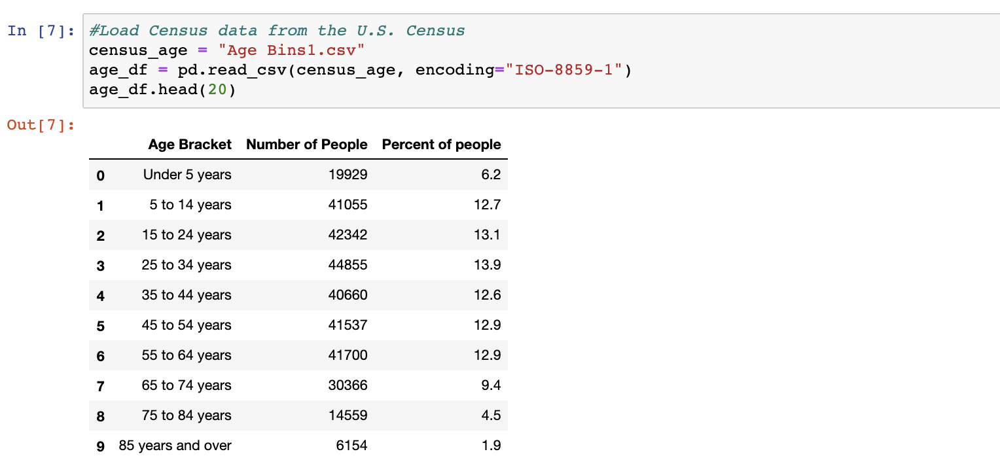 In [7]: #Load Census data from the U.S. Census
census_age = "Age Bins1.csv"
age_df = pd.read_csv(census_age, encoding="ISO-8859-1")
age_df.head(20)
Out[7]:
Age Bracket Number of People Percent of people
0 Under 5 years 19929 6.2
1 5 to 14 years 41055 12.7
2 15 to 24 years 42342 13.1
3 25 to 34 years 44855 13.9
4 35 to 44 years 40660 12.6
5 45 to 54 years 41537 12.9
6 55 to 64 years 41700 12.9
7 65 to 74 years 30366 9.4
8 75 to 84 years 14559 4.5
9 85 years and over 6154 1.9